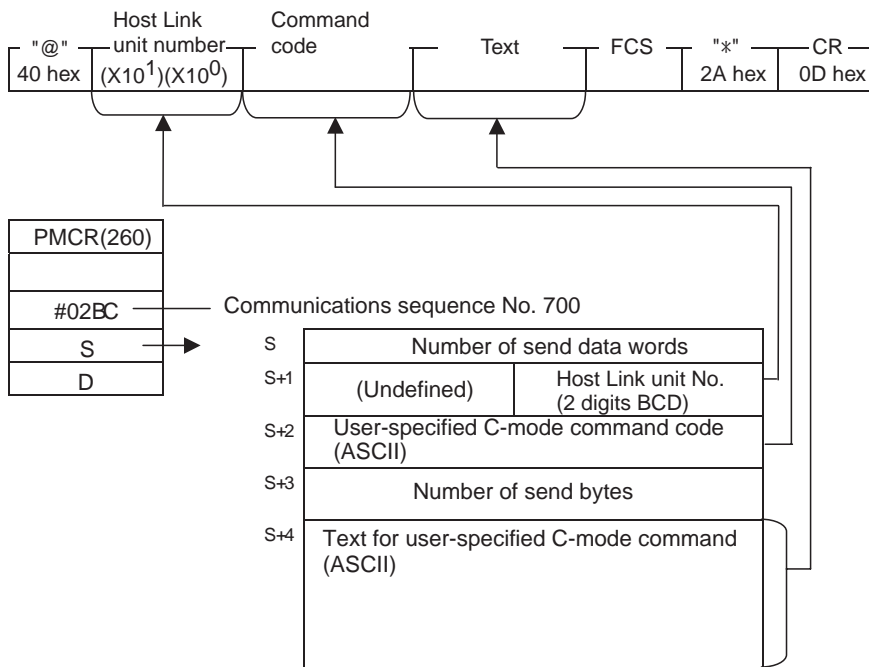 Host Link
unit number
Command
code
"@"
Text
FCS
"*"
CR
40 hex
(X10¹)(X10⁰)
2A hex
0D hex
PMCR(260)
#02BC
Communications sequence No. 700
S
D
S
Number of send data words
S+1
(Undefined)
Host Link unit No.
(2 digits BCD)
S+2
User-specified C-mode command code
(ASCII)
S+3
Number of send bytes
S+4
Text for user-specified C-mode command
(ASCII)